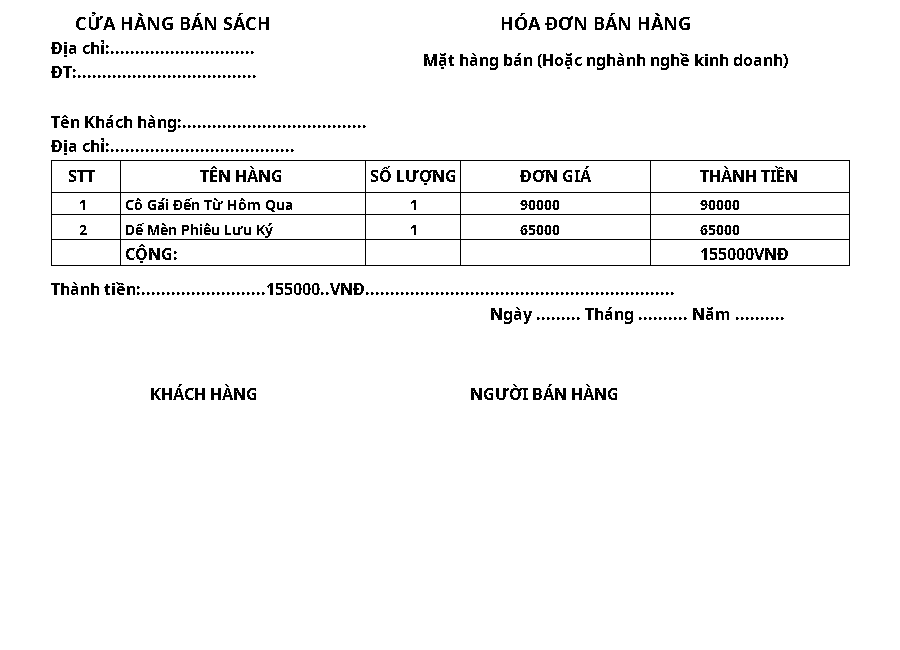 CỬA HÀNG BÁN SÁCH
HÓA ĐƠN BÁN HÀNG
Địa chỉ:.............................
Mặt hàng bán (Hoặc nghành nghề kinh doanh)
ĐT:....................................
Tên Khách hàng:.....................................
Địa chỉ:.....................................
STT TÊN HÀNG SỐ LƯỢNG ĐƠN GIÁ THÀNH TIỀN
1 Cô Gái Đến Từ Hôm Qua 1 90000 90000
2 Dế Mèn Phiêu Lưu Ký 1 65000 65000
CỘNG: 155000VNĐ
Thành tiền:.........................155000..VNĐ..............................................................
Ngày ......... Tháng .......... Năm ..........
KHÁCH HÀNG NGƯỜI BÁN HÀNG